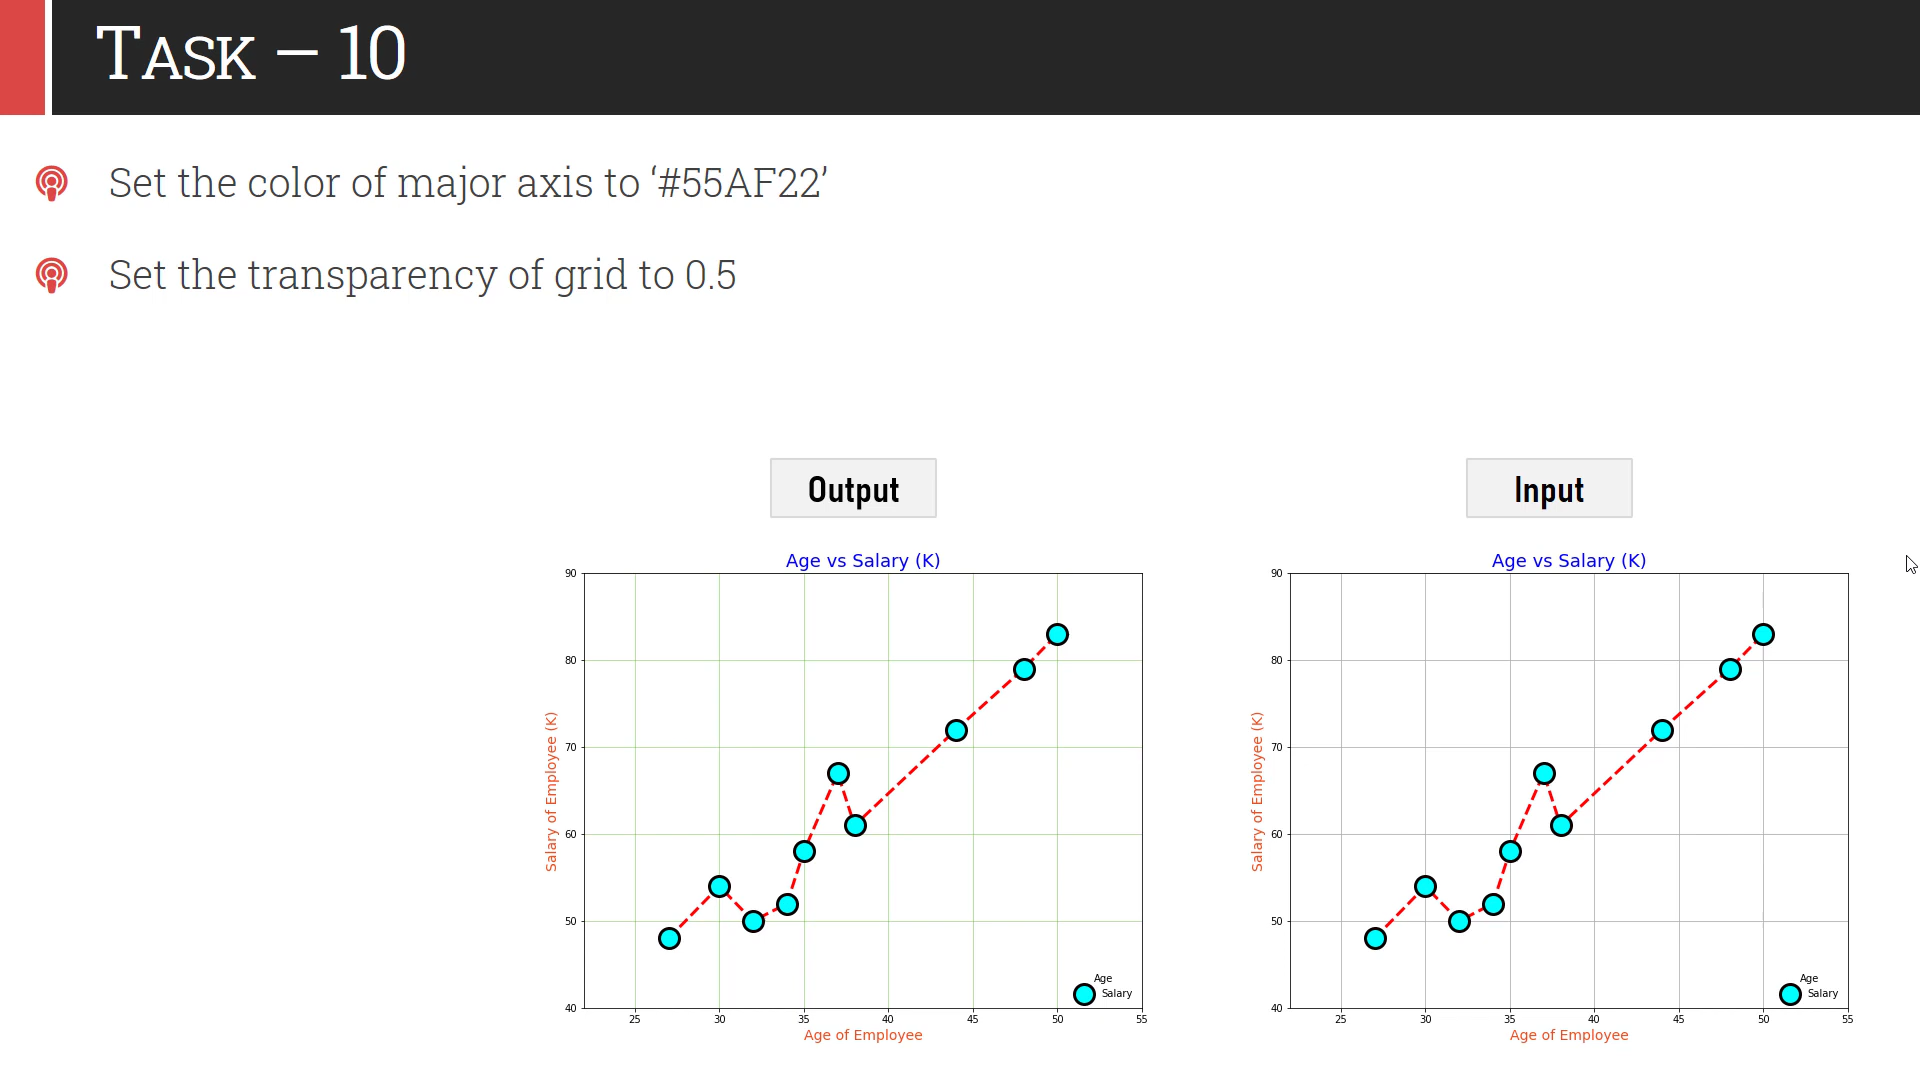 TASK – 10
Set the color of major axis to ‘#55AF22’
Set the transparency of grid to 0.5
Output
Age vs Salary (K)
90
80
70
60
50
40
Salary of Employee (K)
25 30 35 40 45 50 55
Age of Employee
Age
Salary
Input
Age vs Salary (K)
90
80
70
60
50
40
Salary of Employee (K)
25 30 35 40 45 50 55
Age of Employee
Age
Salary